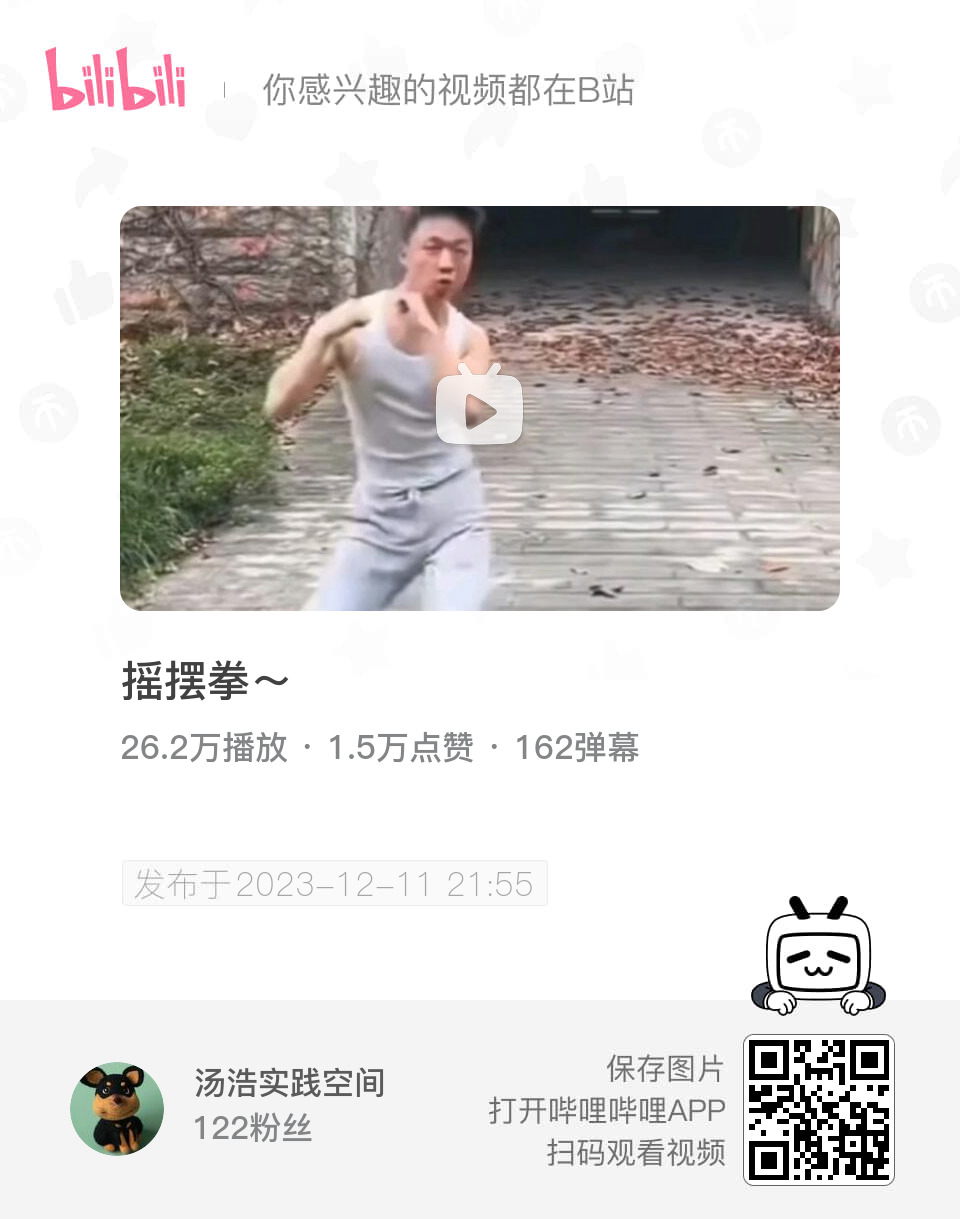 bilibili
你感兴趣的视频都在B站
摇摆拳～
26.2万播放 · 1.5万点赞 · 162弹幕
发布于2023-12-11 21:55
汤浩实践空间
122粉丝
保存图片
打开哔哩哔哩APP
扫码观看视频